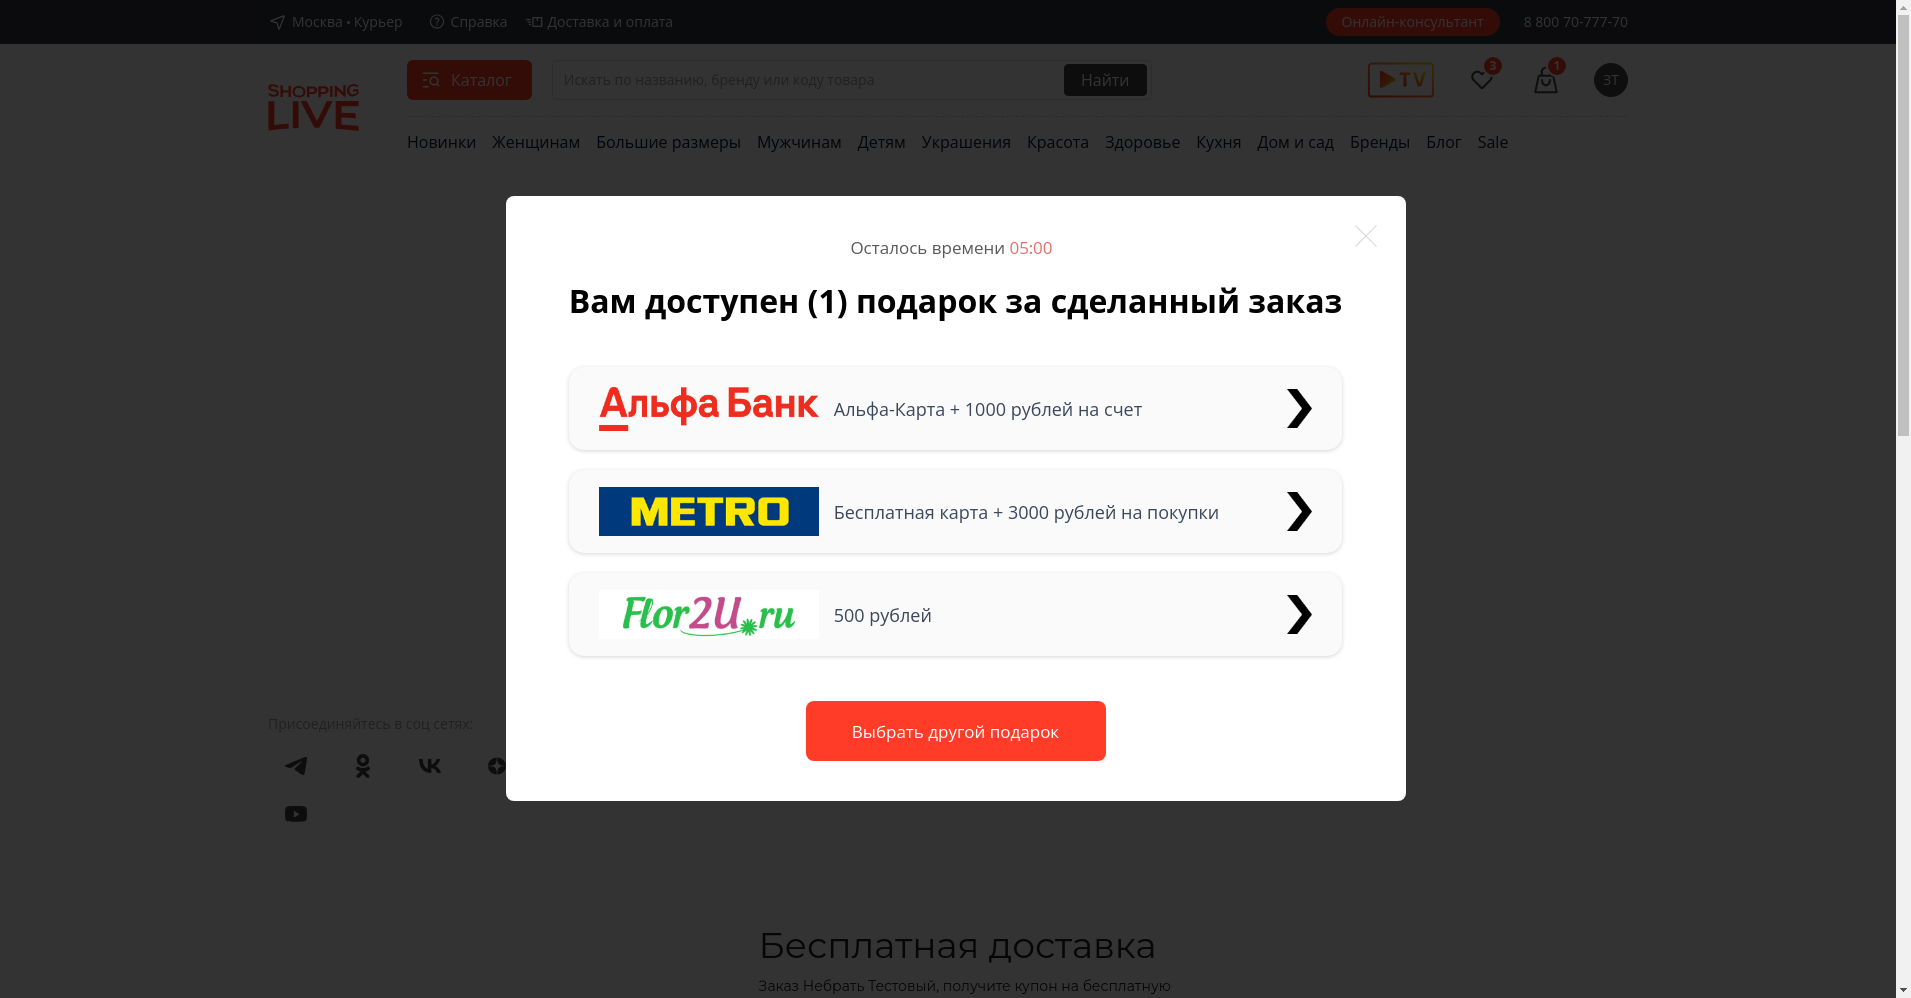 Москва • Курьер
Справка
Доставка и оплата
Онлайн-консультант
8 800 70-777-70
SHOPPING
LIVE
Каталог
Искать по названию, бренду или коду товара
Найти
TV
3
1
ЗТ
Новинки Женщинам Большие размеры Мужчинам Детям Украшения Красота Здоровье Кухня Дом и сад Бренды Блог Sale
Осталось времени 05:00
Вам доступен (1) подарок за сделанный заказ
Альфа Банк
Альфа-Карта + 1000 рублей на счет
METRO
Бесплатная карта + 3000 рублей на покупки
Flor2U.ru
500 рублей
Выбрать другой подарок
Присоединяйтесь в соц сетях:
Бесплатная доставка
Заказ Небрать Тестовый, получите купон на бесплатную